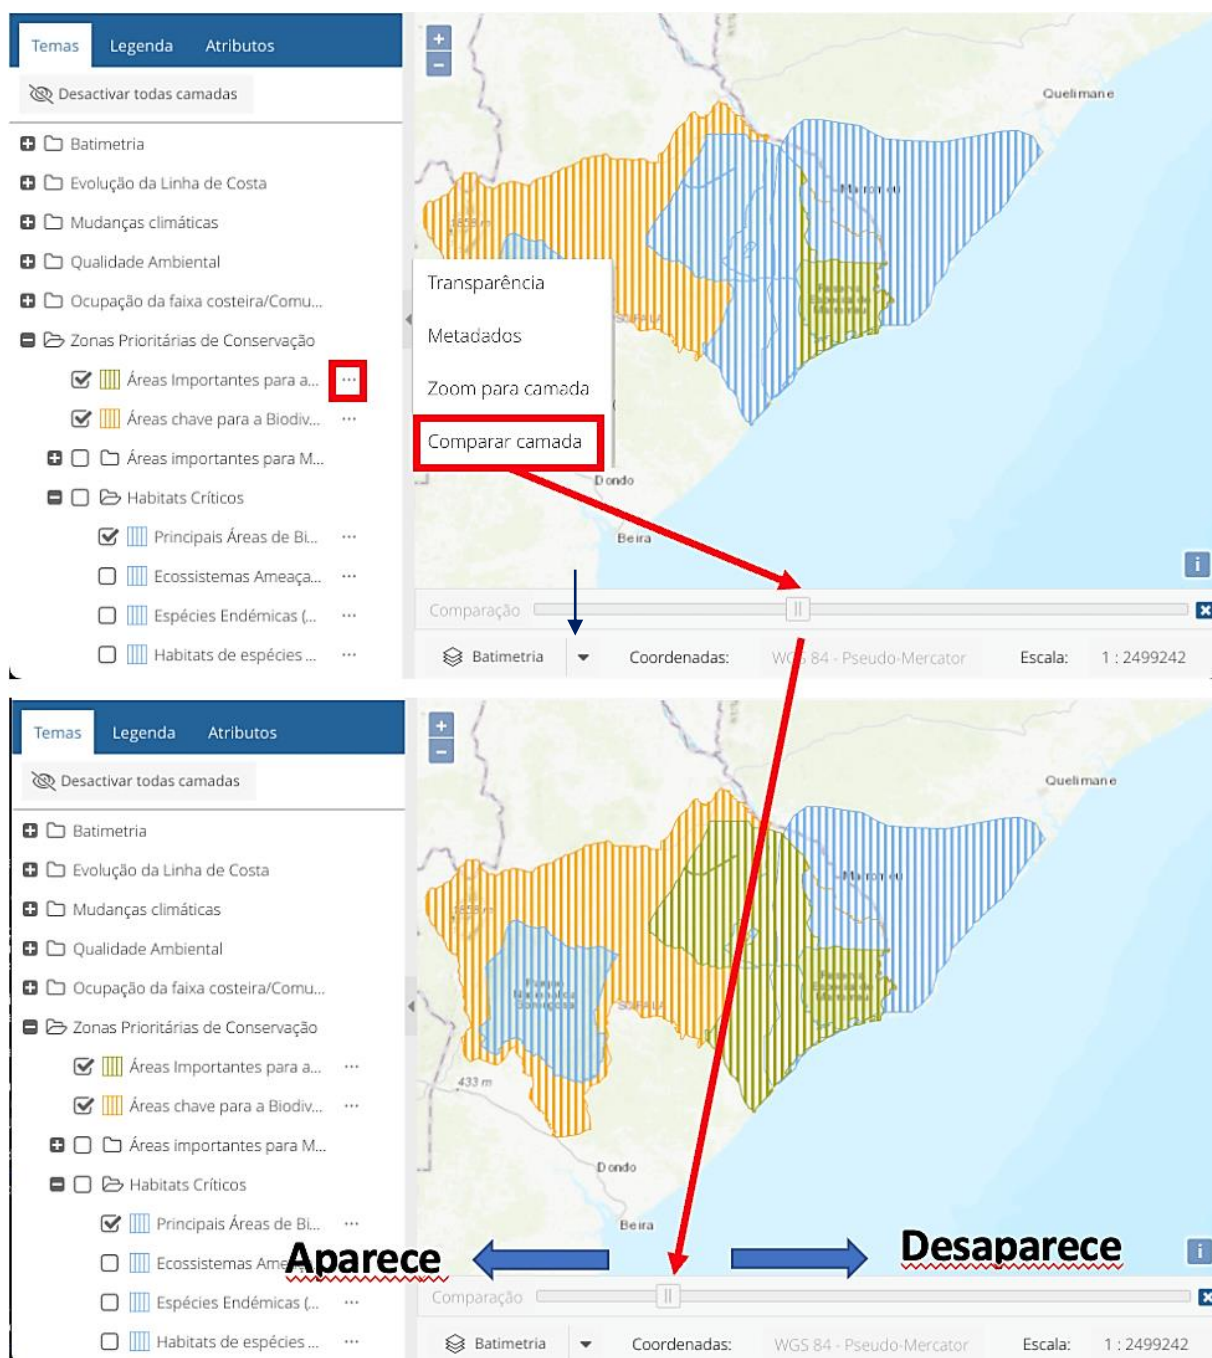 Temas Legenda Atributos
Desactivar todas camadas
Batimetria
Evolução da Linha de Costa
Mudanças climáticas
Qualidade Ambiental
Ocupação da faixa costeira/Comu...
Zonas Prioritárias de Conservação
Áreas Importantes para a... ...
Áreas chave para a Biodiv... ...
Áreas importantes para M...
Habitats Críticos
Principais Áreas de Bi... ...
Ecossistemas Ameaça... ...
Espécies Endémicas (... ...
Habitats de espécies ... ...
Transparência
Metadados
Zoom para camada
Comparar camada
+
−
Quelimane
Marromeu
1858 m
SOFALA
Dondo
Beira
i
Comparação
Batimetria Coordenadas: WGS 84 - Pseudo-Mercator Escala: 1 : 2499242
Temas Legenda Atributos
Desactivar todas camadas
Batimetria
Evolução da Linha de Costa
Mudanças climáticas
Qualidade Ambiental
Ocupação da faixa costeira/Comu...
Zonas Prioritárias de Conservação
Áreas Importantes para a... ...
Áreas chave para a Biodiv... ...
Áreas importantes para M...
Habitats Críticos
Principais Áreas de Bi... ...
Ecossistemas Ame
Espécies Endémicas (... ...
Habitats de espécies ... ...
+
−
Quelimane
Marromeu
1858 m
SOFALA
433 m
Dondo
Beira
Aparece Desaparece
i
Comparação
Batimetria Coordenadas: WGS 84 - Pseudo-Mercator Escala: 1 : 2499242